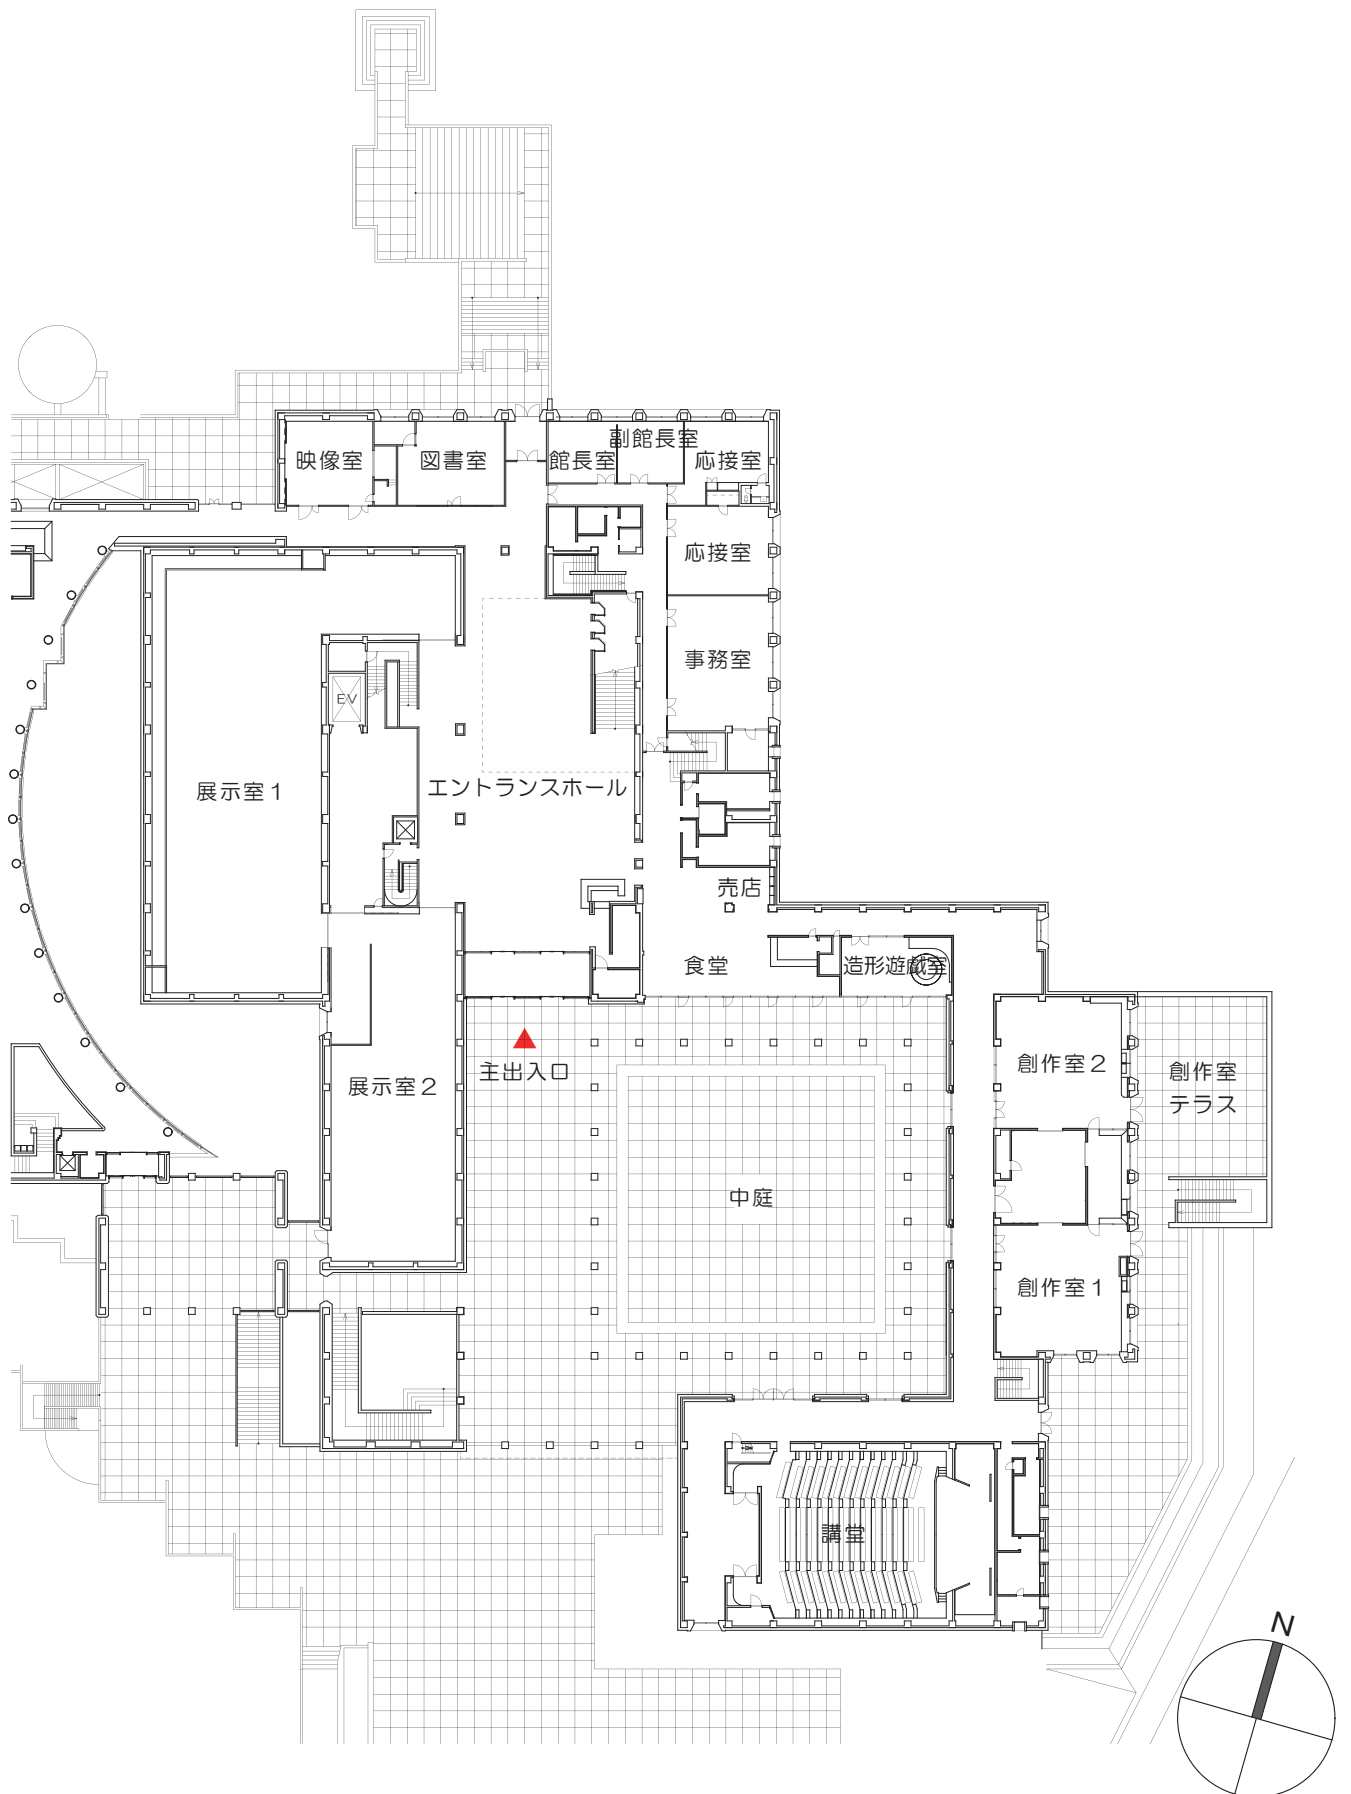 副館長室
映像室
図書室
館長室
応接室
応接室
事務室
EV
エントランスホール
展示室1
売店
食堂
造形遊戯室
主出入口
創作室2
創作室
テラス
展示室2
中庭
創作室1
講堂
N